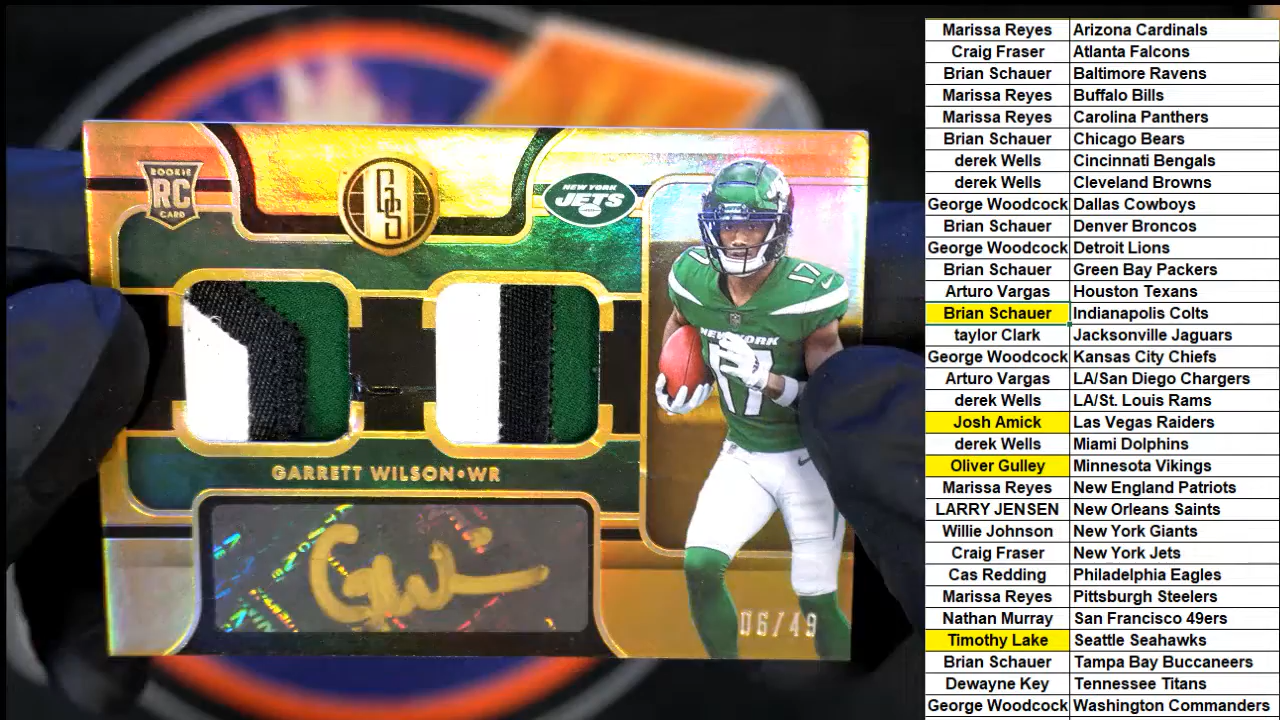 ROOKIE
RC
CARD
GS
NEW YORK
JETS
17
NEW YORK
17
GARRETT WILSON•WR
GWi
06/49
Marissa Reyes Arizona Cardinals
Craig Fraser Atlanta Falcons
Brian Schauer Baltimore Ravens
Marissa Reyes Buffalo Bills
Marissa Reyes Carolina Panthers
Brian Schauer Chicago Bears
derek Wells Cincinnati Bengals
derek Wells Cleveland Browns
George Woodcock Dallas Cowboys
Brian Schauer Denver Broncos
George Woodcock Detroit Lions
Brian Schauer Green Bay Packers
Arturo Vargas Houston Texans
Brian Schauer Indianapolis Colts
taylor Clark Jacksonville Jaguars
George Woodcock Kansas City Chiefs
Arturo Vargas LA/San Diego Chargers
derek Wells LA/St. Louis Rams
Josh Amick Las Vegas Raiders
derek Wells Miami Dolphins
Oliver Gulley Minnesota Vikings
Marissa Reyes New England Patriots
LARRY JENSEN New Orleans Saints
Willie Johnson New York Giants
Craig Fraser New York Jets
Cas Redding Philadelphia Eagles
Marissa Reyes Pittsburgh Steelers
Nathan Murray San Francisco 49ers
Timothy Lake Seattle Seahawks
Brian Schauer Tampa Bay Buccaneers
Dewayne Key Tennessee Titans
George Woodcock Washington Commanders